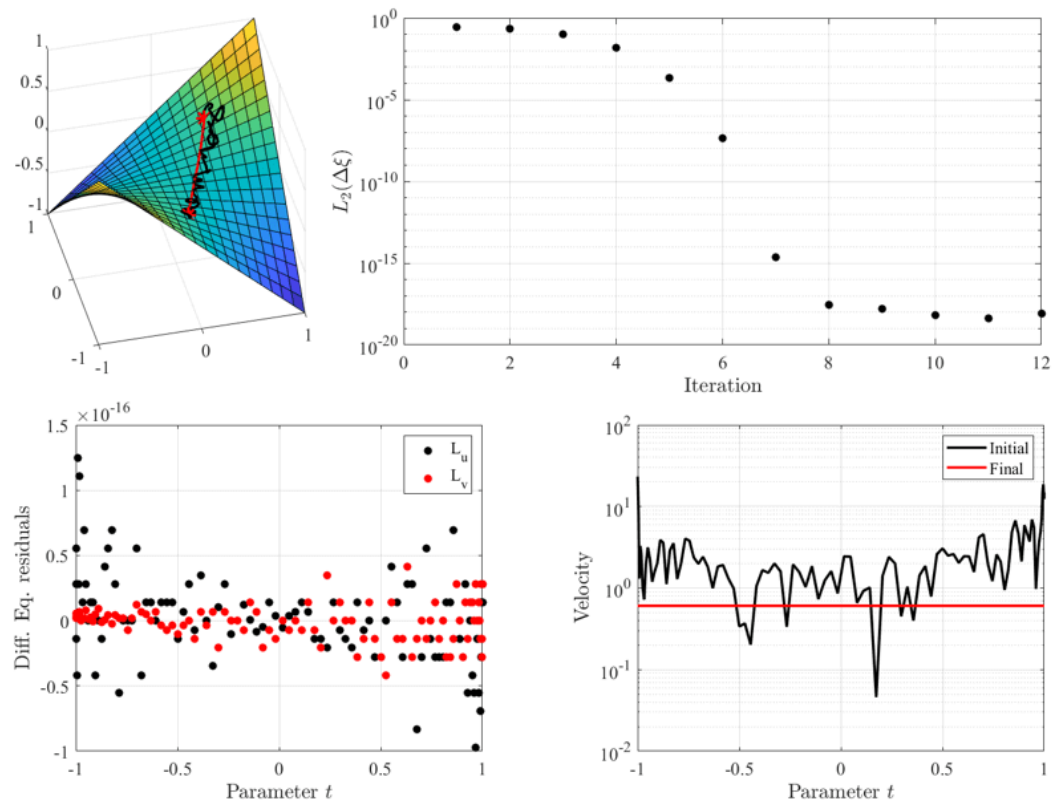 1
0.5
0
-0.5
-1
1
0
-1
-1
0
1
10^0
10^-5
10^-10
10^-15
10^-20
L_2(Δξ)
0 2 4 6 8 10 12
Iteration
×10^-16
1.5
1
0.5
0
-0.5
-1
Diff. Eq. residuals
L_u
L_v
-1 -0.5 0 0.5 1
Parameter t
10^2
10^1
10^0
10^-1
10^-2
Velocity
Initial
Final
-1 -0.5 0 0.5 1
Parameter t